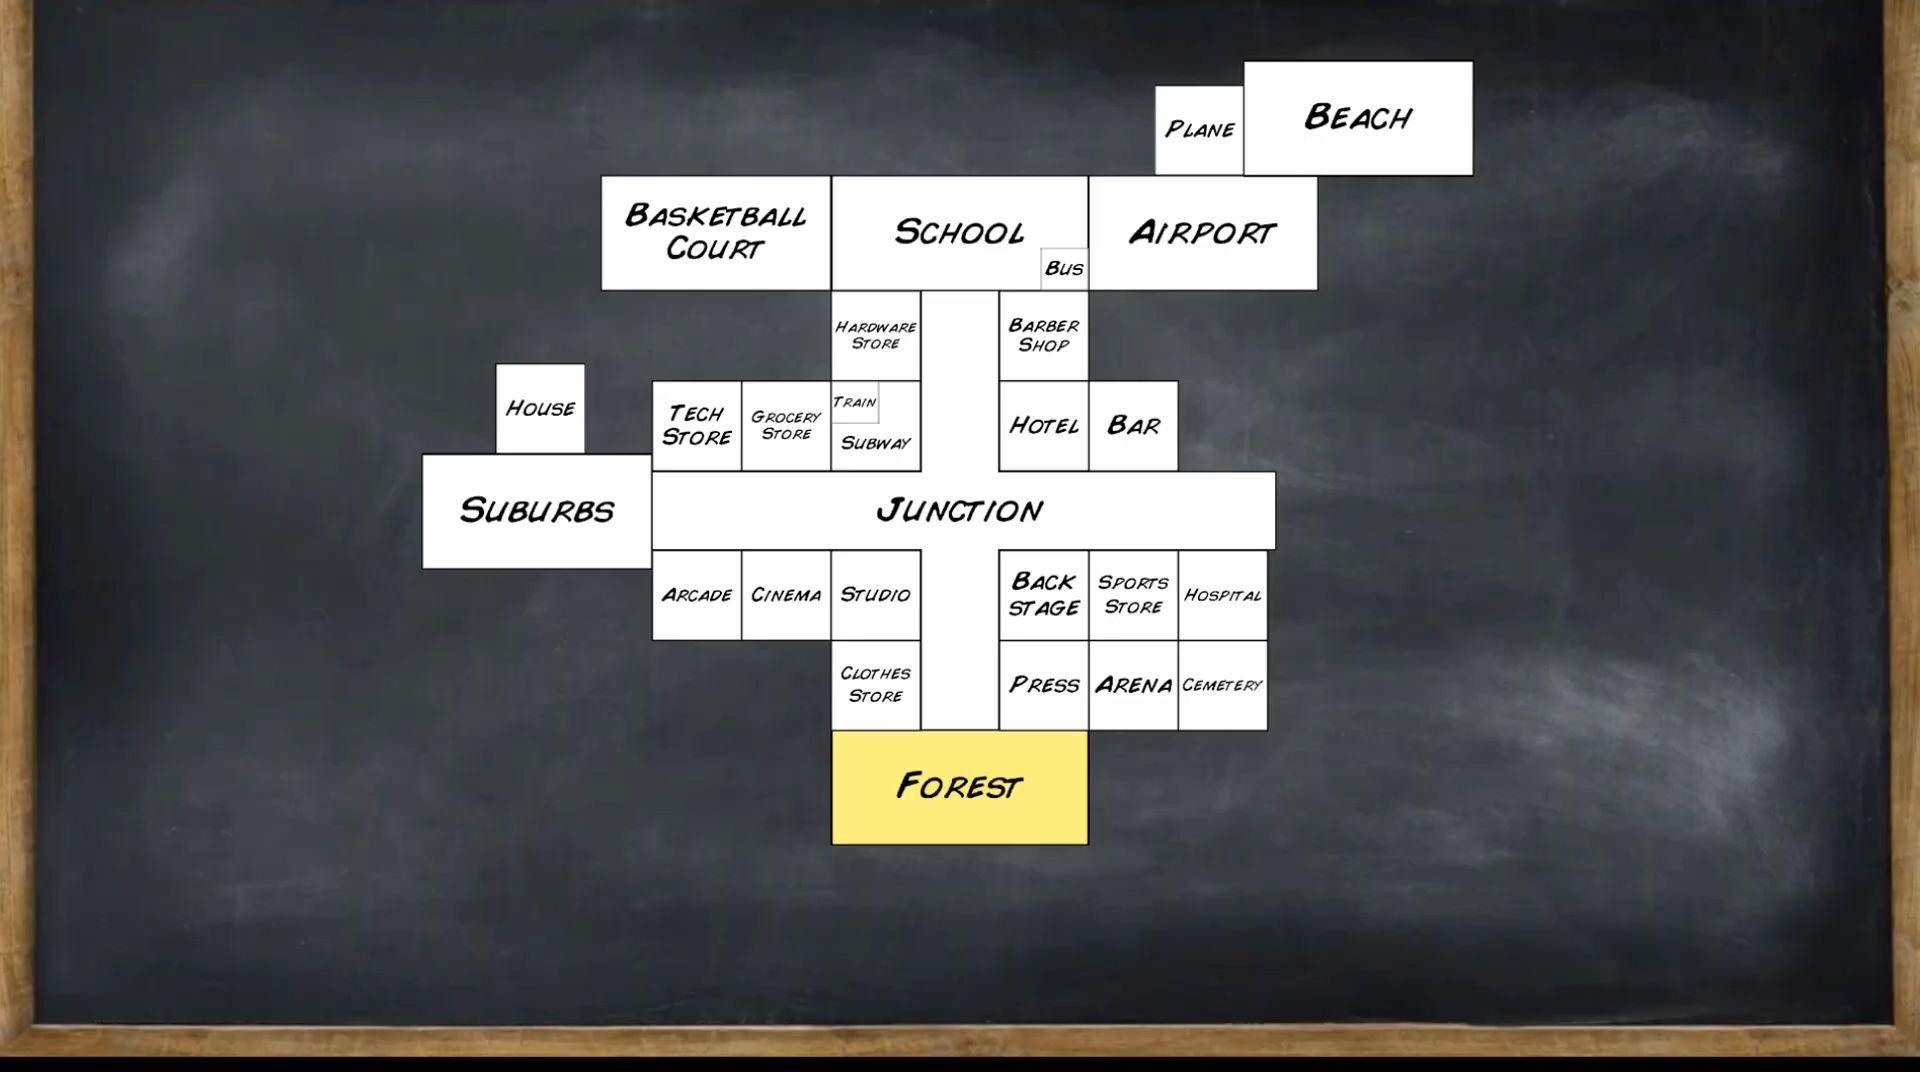 BEACH
PLANE
BASKETBALL
COURT
SCHOOL
AIRPORT
BUS
HARDWARE
STORE
BARBER
SHOP
HOUSE
TECH
STORE
GROCERY
STORE
TRAIN
SUBWAY
HOTEL
BAR
SUBURBS
JUNCTION
ARCADE
CINEMA
STUDIO
BACK
STAGE
SPORTS
STORE
HOSPITAL
CLOTHES
STORE
PRESS
ARENA
CEMETERY
FOREST